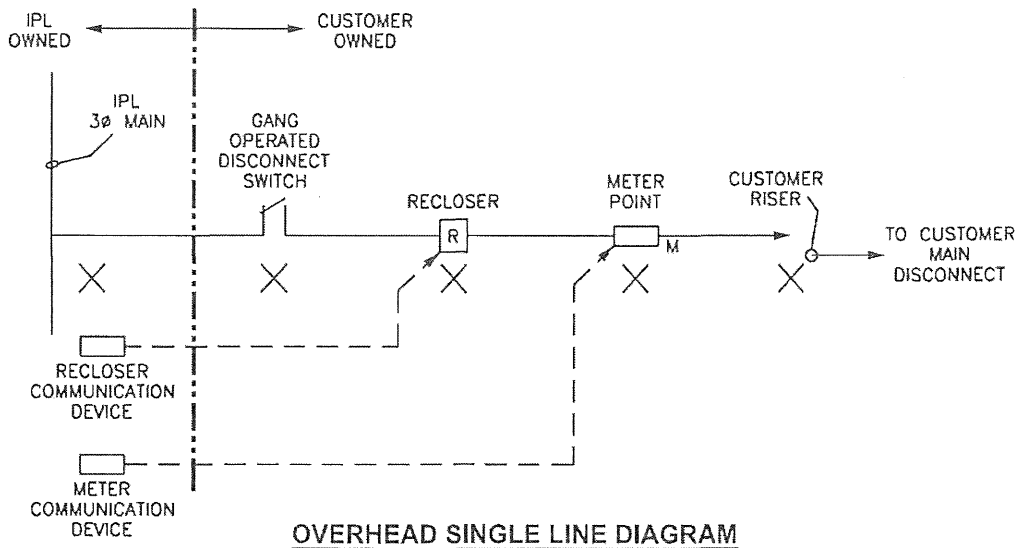 IPL
OWNED
CUSTOMER
OWNED
IPL
3ø MAIN
GANG
OPERATED
DISCONNECT
SWITCH
RECLOSER
R
METER
POINT
M
CUSTOMER
RISER
TO CUSTOMER
MAIN
DISCONNECT
RECLOSER
COMMUNICATION
DEVICE
METER
COMMUNICATION
DEVICE
OVERHEAD SINGLE LINE DIAGRAM